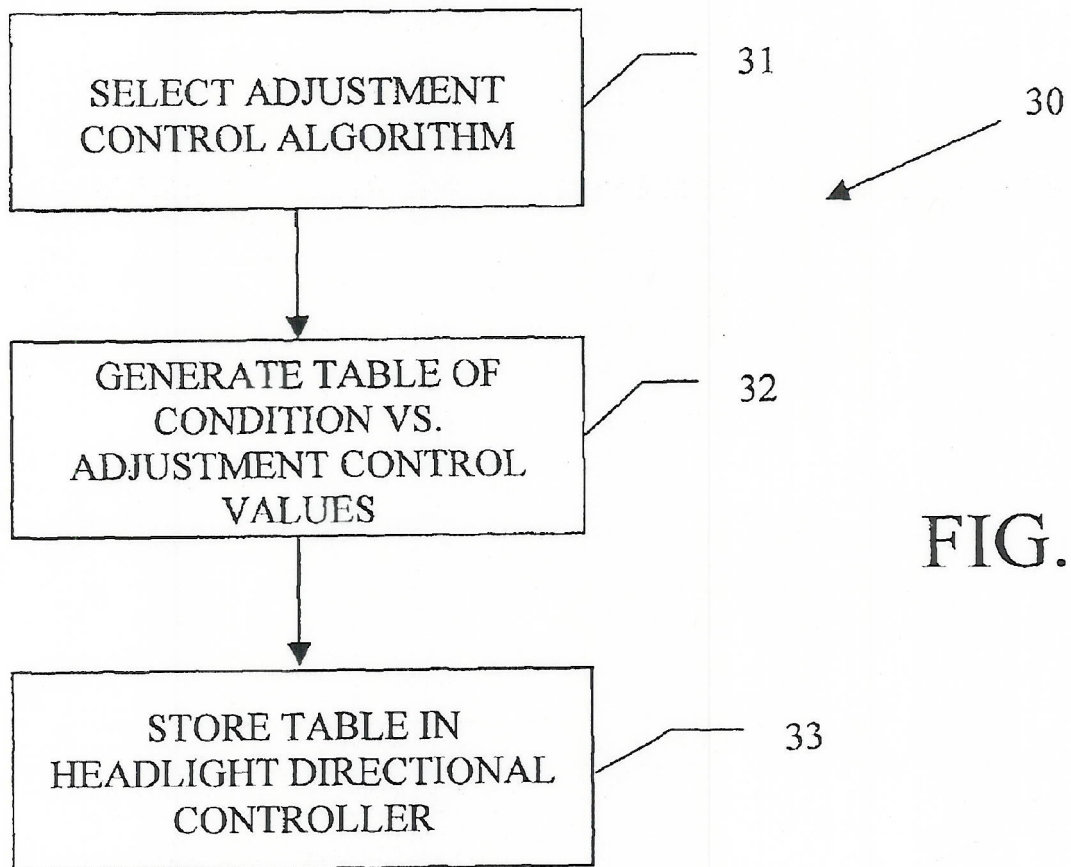 SELECT ADJUSTMENT
CONTROL ALGORITHM
31
30
GENERATE TABLE OF
CONDITION VS.
ADJUSTMENT CONTROL
VALUES
32
FIG.
STORE TABLE IN
HEADLIGHT DIRECTIONAL
CONTROLLER
33